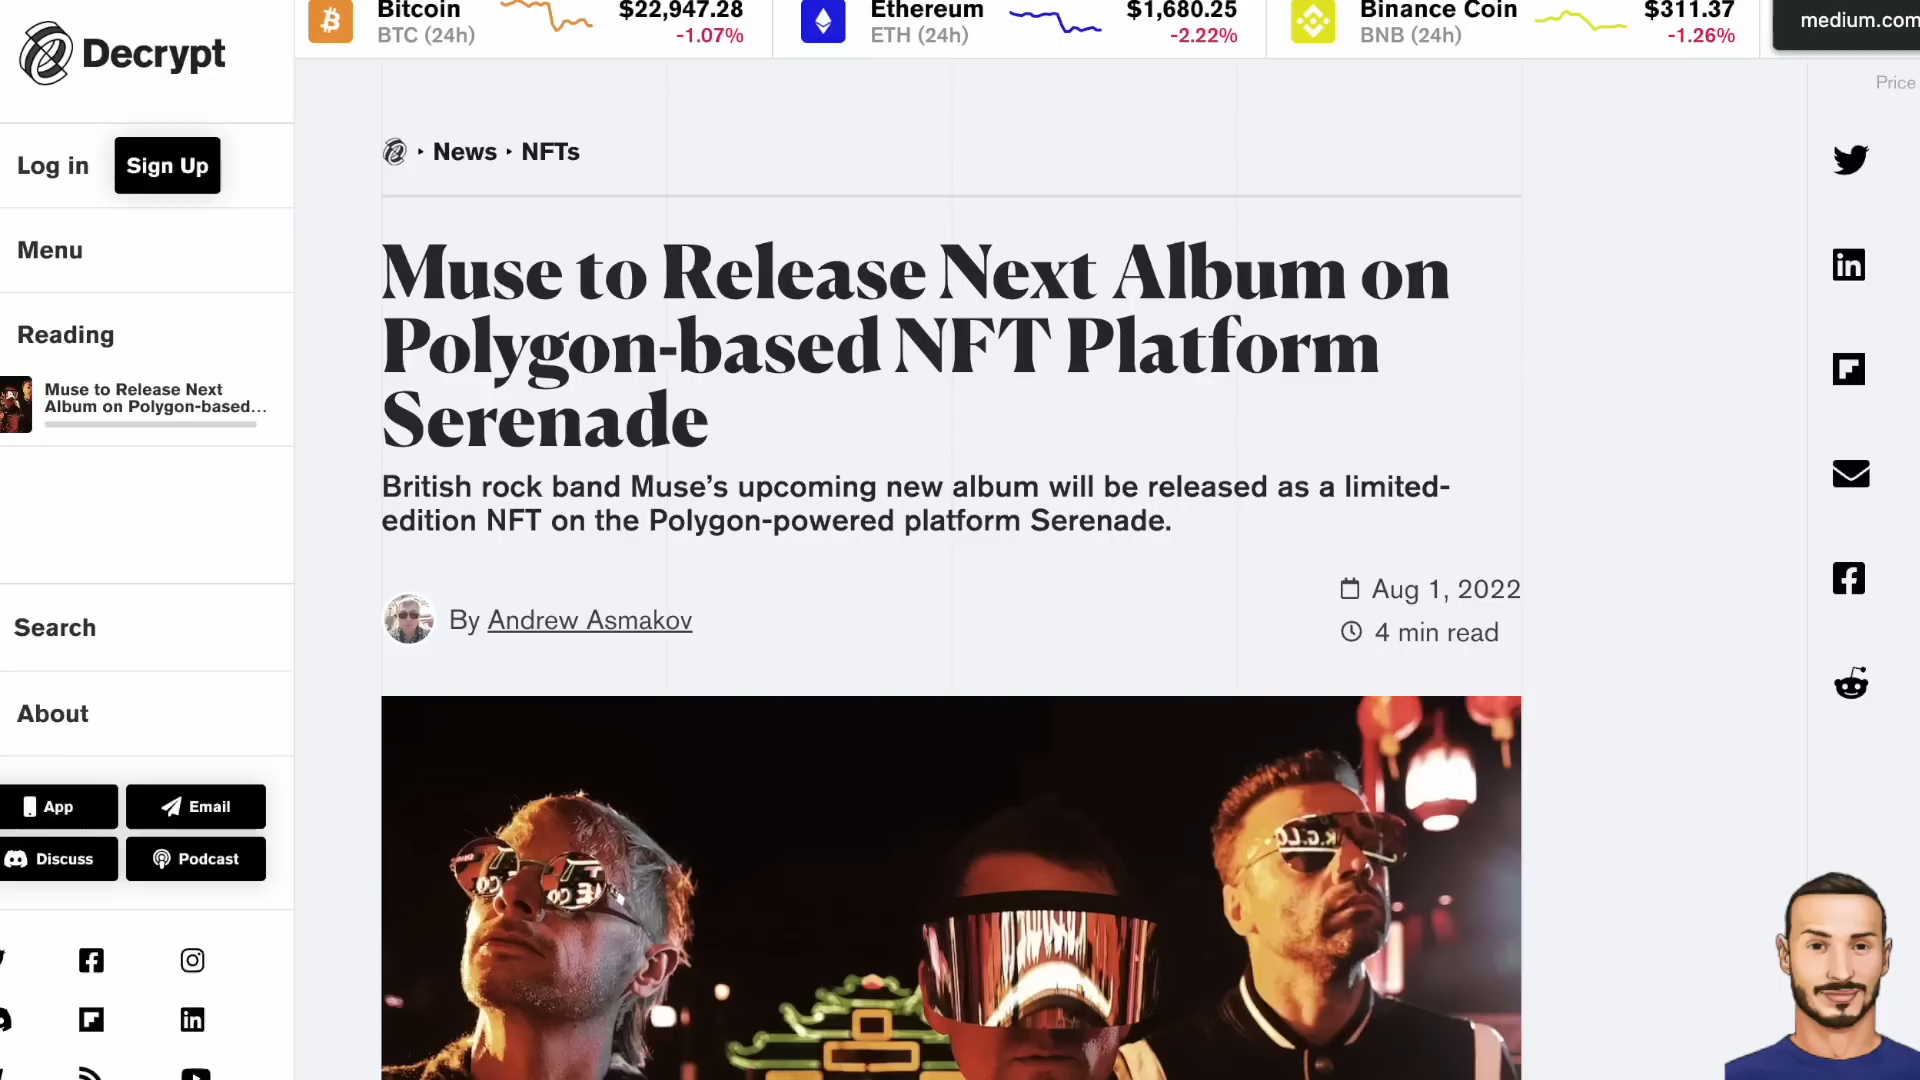 Decrypt
Bitcoin
BTC (24h)
$22,947.28
-1.07%
Ethereum
ETH (24h)
$1,680.25
-2.22%
Binance Coin
BNB (24h)
$311.37
-1.26%
medium.com
Price
Log in
Sign Up
Menu
Reading
Muse to Release Next
Album on Polygon-based...
Search
About
App
Email
Discuss
Podcast
News
NFTs
Muse to Release Next Album on
Polygon-based NFT Platform
Serenade
British rock band Muse’s upcoming new album will be released as a limited-
edition NFT on the Polygon-powered platform Serenade.
By Andrew Asmakov
Aug 1, 2022
4 min read